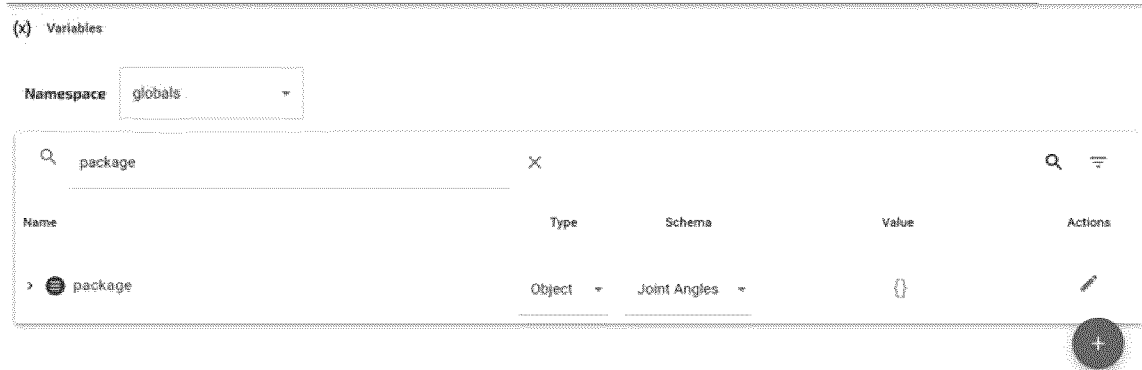 (x) Variables
Namespace globals
package
Name Type Schema Value Actions
package Object Joint Angles {}
+